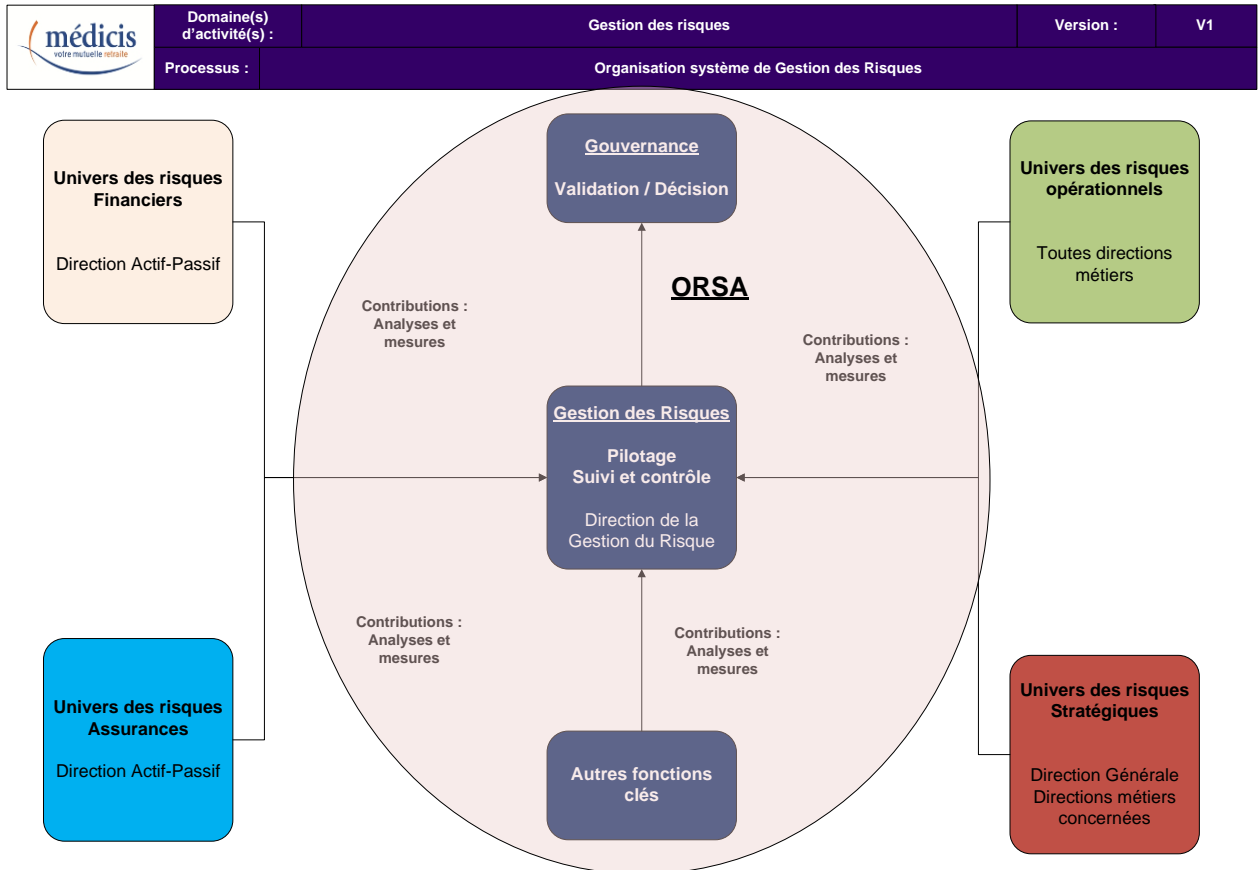 médicis
votre mutuelle retraite
Domaine(s)
d'activité(s) :
Gestion des risques
Version :
V1
Processus :
Organisation système de Gestion des Risques
Univers des risques
Financiers
Direction Actif-Passif
Gouvernance
Validation / Décision
Univers des risques
opérationnels
Toutes directions
métiers
ORSA
Contributions :
Analyses et
mesures
Contributions :
Analyses et
mesures
Gestion des Risques
Pilotage
Suivi et contrôle
Direction de la
Gestion du Risque
Contributions :
Analyses et
mesures
Contributions :
Analyses et
mesures
Univers des risques
Assurances
Direction Actif-Passif
Autres fonctions
clés
Univers des risques
Stratégiques
Direction Générale
Directions métiers
concernées